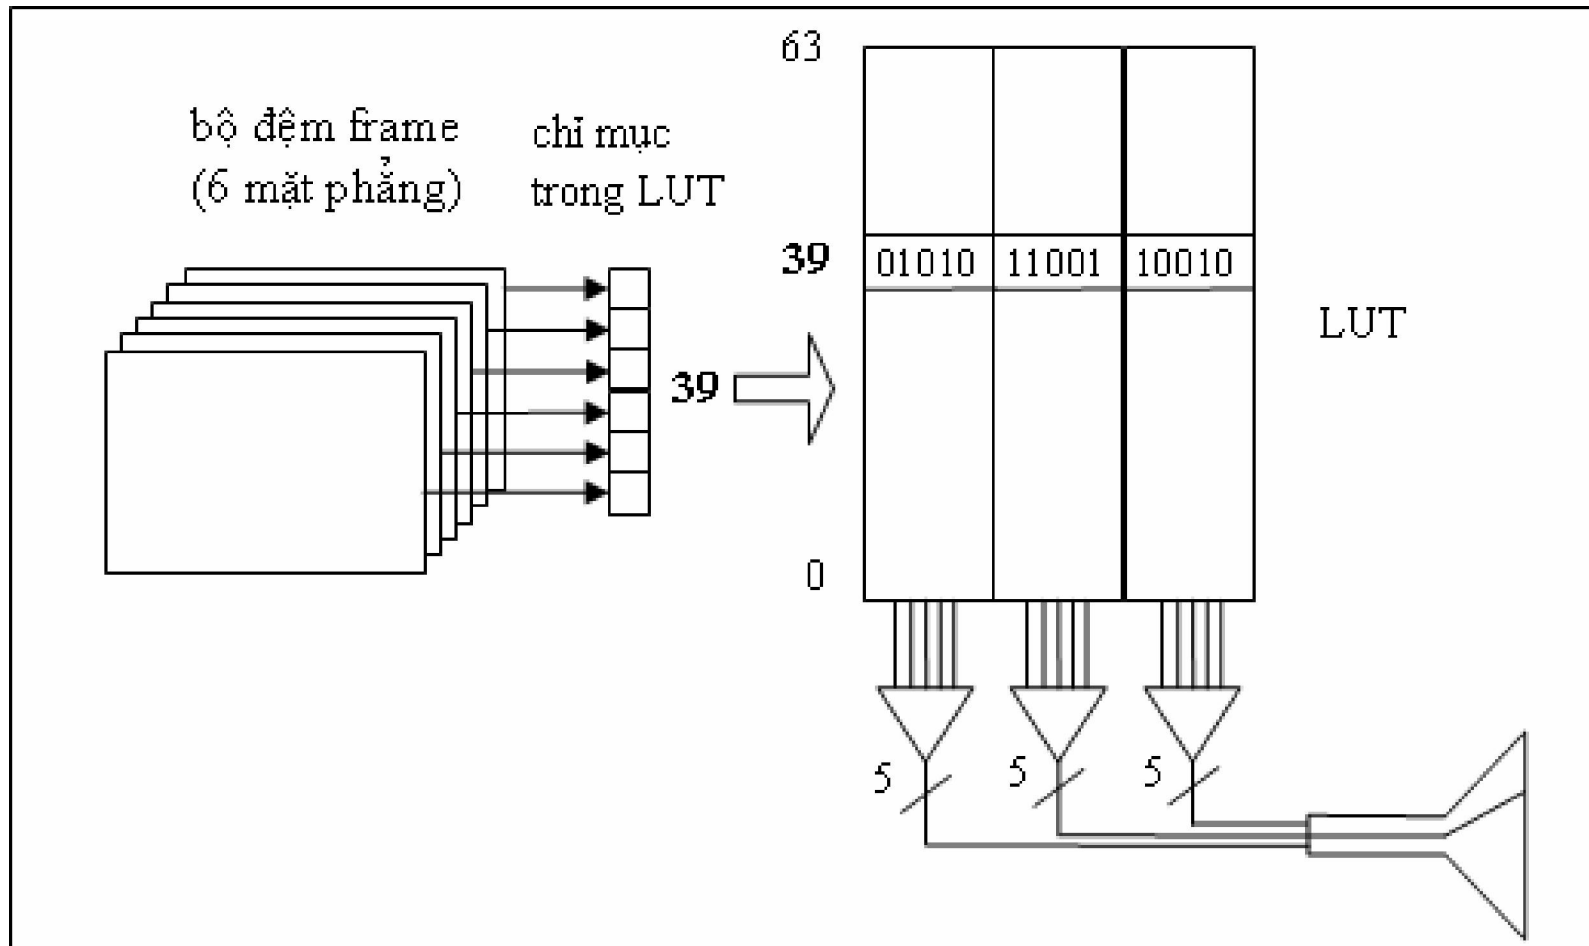 63
bộ đệm frame
(6 mặt phẳng)
chỉ mục
trong LUT
39 01010 11001 10010
LUT
39
0
5 5 5